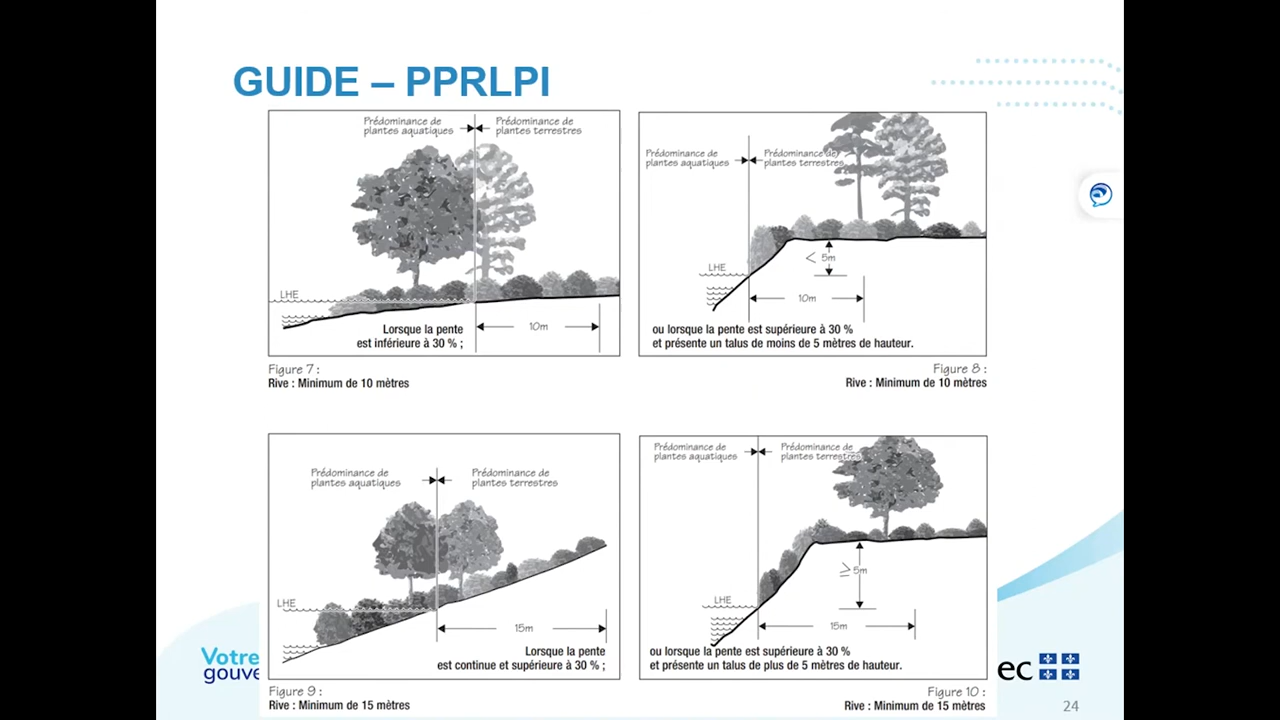 GUIDE – PPRLPI
Prédominance de
plantes aquatiques
Prédominance de
plantes terrestres
LHE
10m
Lorsque la pente
est inférieure à 30 % ;
Figure 7 :
Rive : Minimum de 10 mètres
Prédominance de
plantes aquatiques
Prédominance de
plantes terrestres
LHE
< 5m
10m
ou lorsque la pente est supérieure à 30 %
et présente un talus de moins de 5 mètres de hauteur.
Figure 8 :
Rive : Minimum de 10 mètres
Prédominance de
plantes aquatiques
Prédominance de
plantes terrestres
LHE
15m
Lorsque la pente
est continue et supérieure à 30 % ;
Figure 9 :
Rive : Minimum de 15 mètres
Prédominance de
plantes aquatiques
Prédominance de
plantes terrestres
LHE
≥ 5m
15m
ou lorsque la pente est supérieure à 30 %
et présente un talus de plus de 5 mètres de hauteur.
Figure 10 :
Rive : Minimum de 15 mètres
Votre
gouve
ec
24